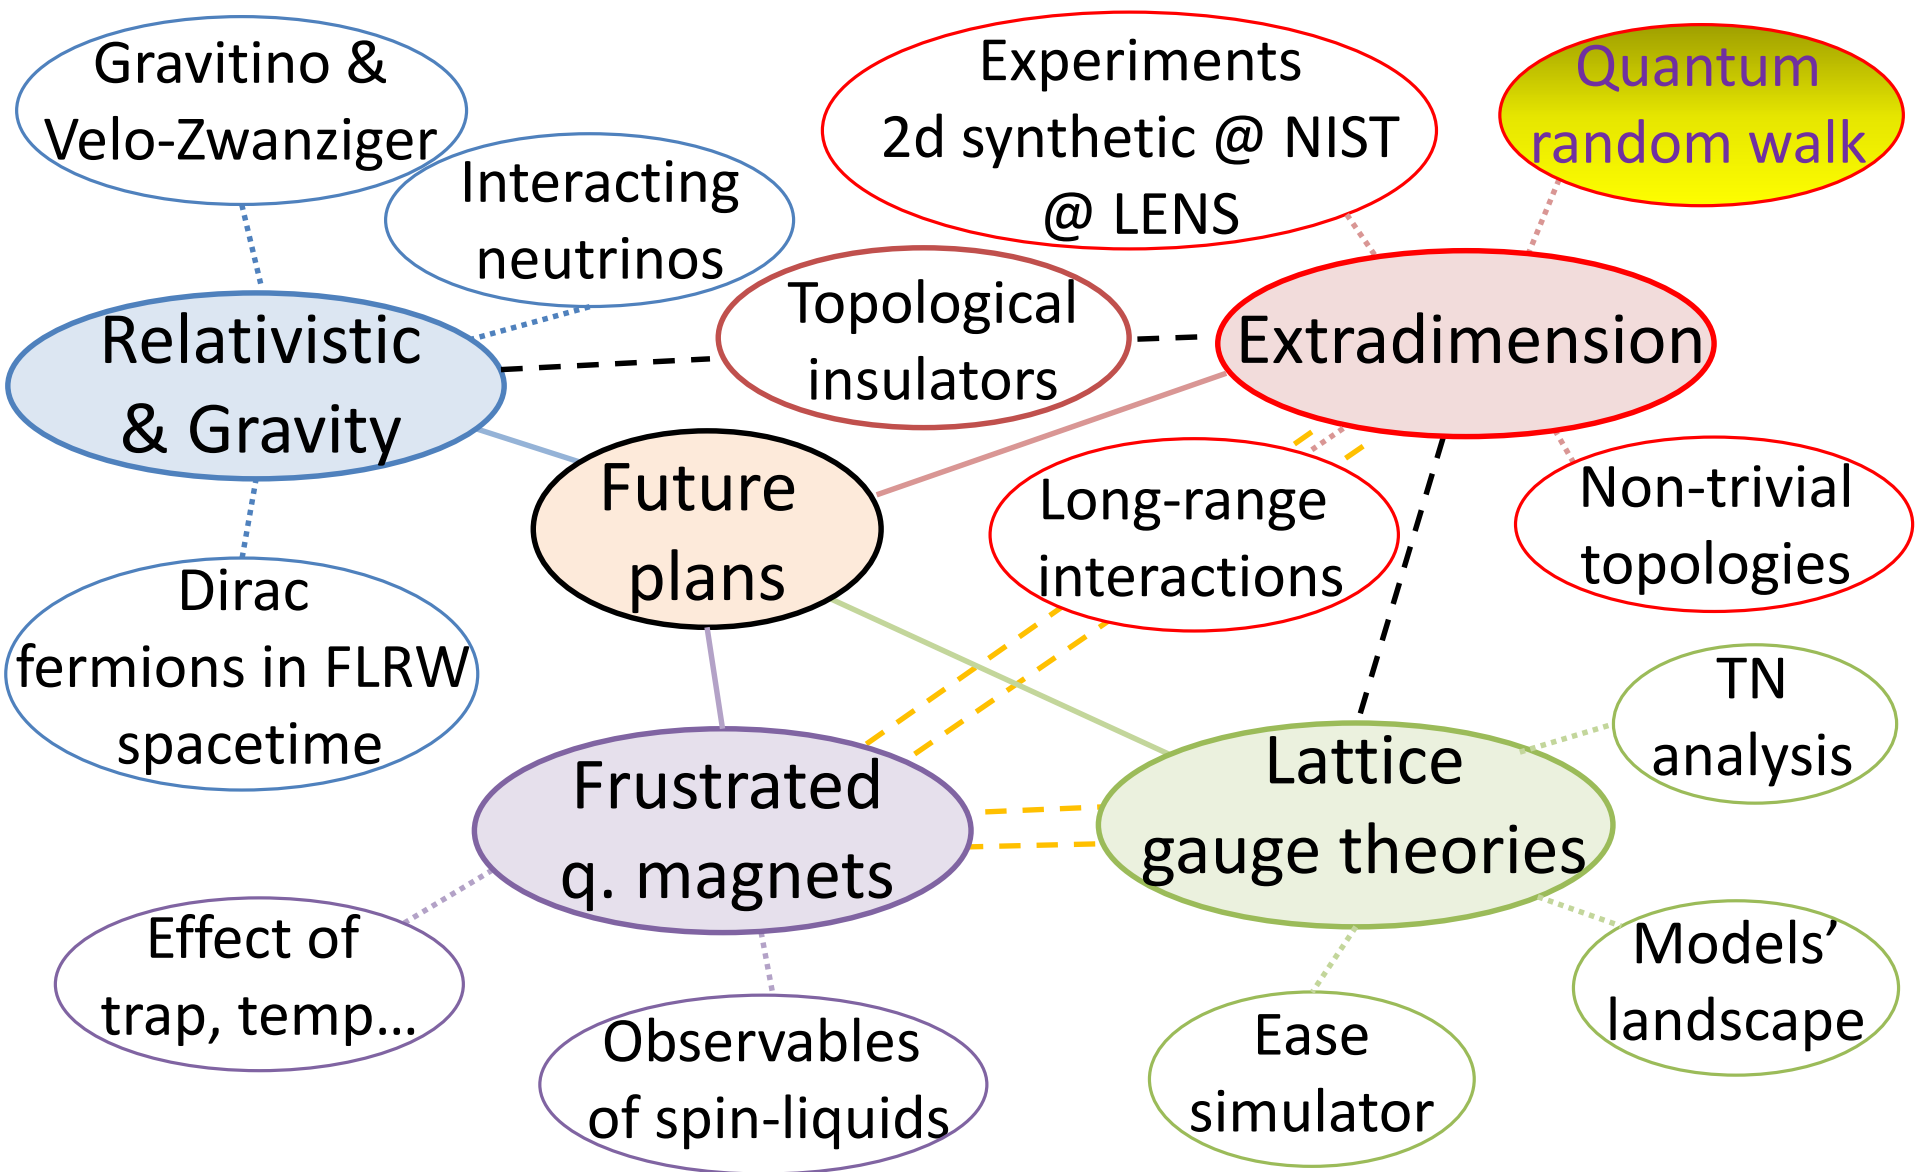 Gravitino &
Velo-Zwanziger
Interacting
neutrinos
Experiments
2d synthetic @ NIST
@ LENS
Quantum
random walk
Relativistic
& Gravity
Topological
insulators
Extradimension
Future
plans
Long-range
interactions
Non-trivial
topologies
Dirac
fermions in FLRW
spacetime
Frustrated
q. magnets
Lattice
gauge theories
TN
analysis
Effect of
trap, temp…
Observables
of spin-liquids
Ease
simulator
Models’
landscape